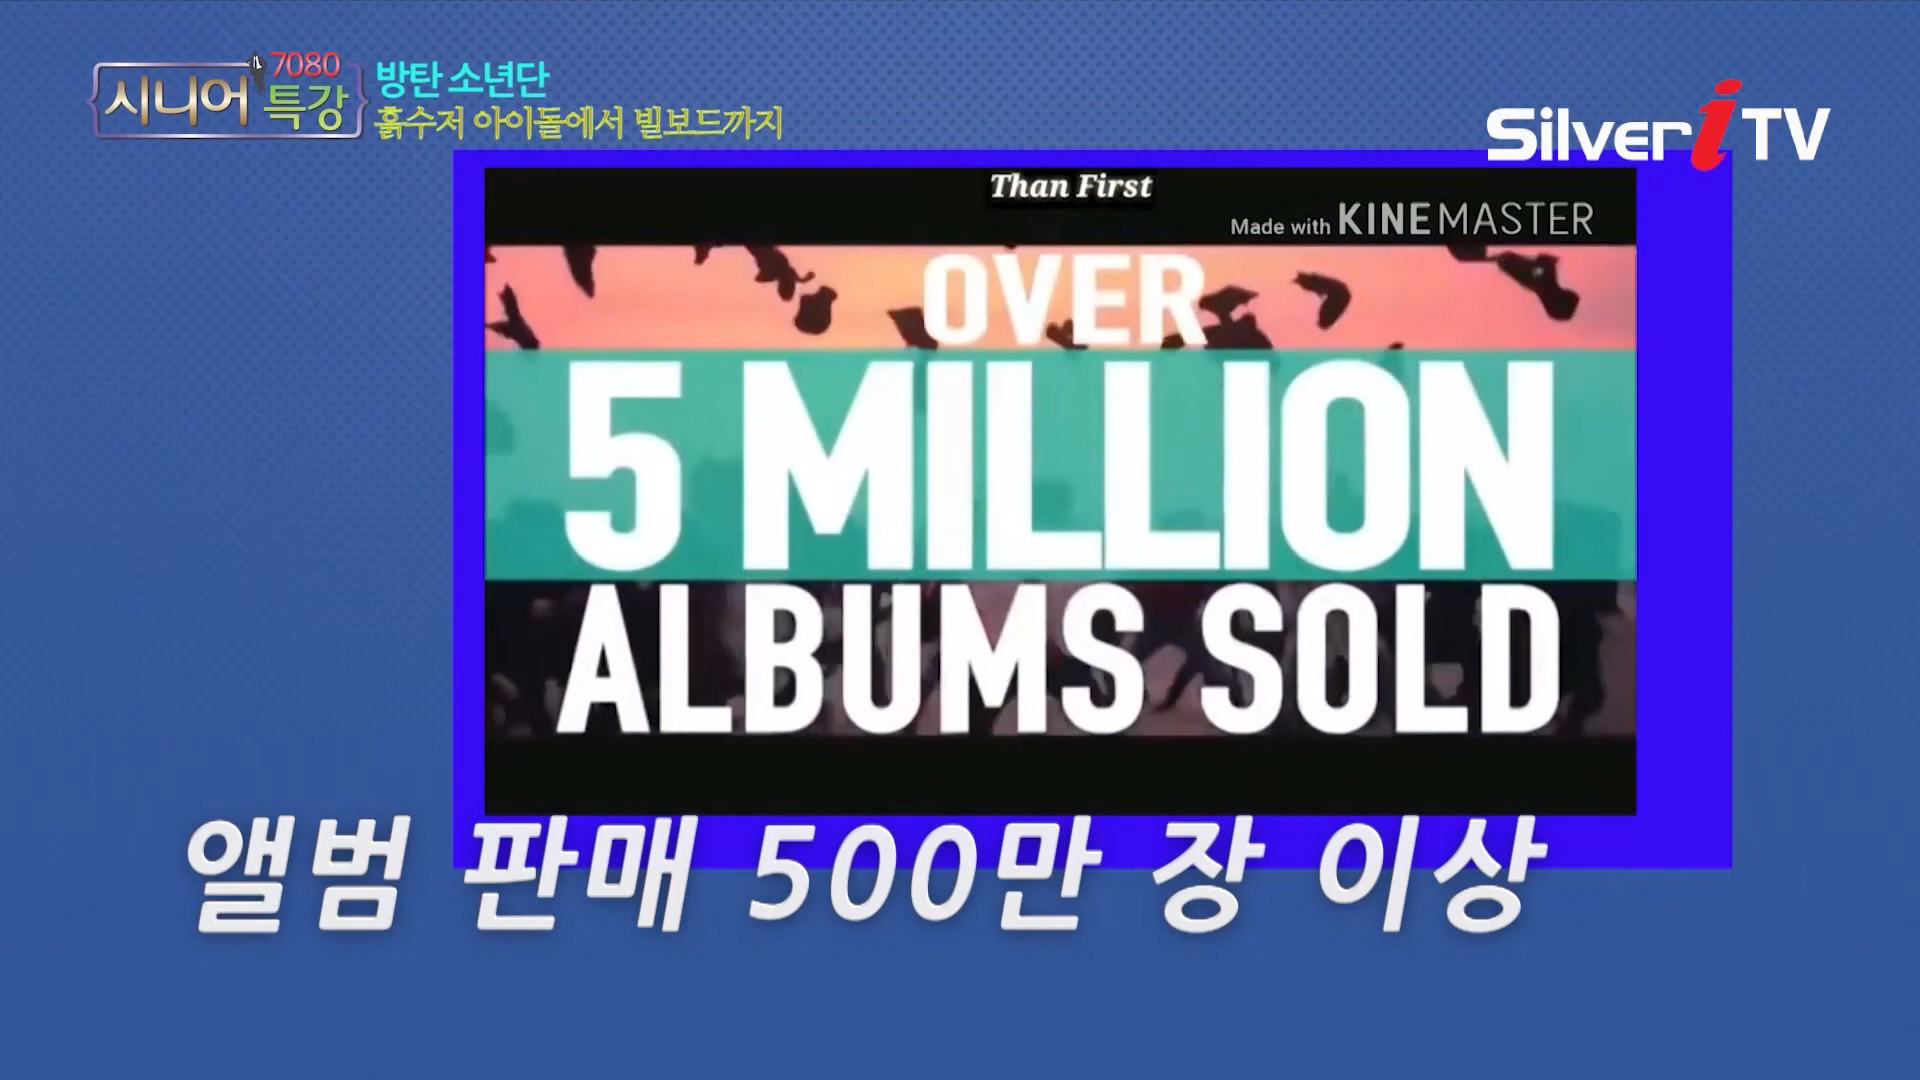 7080
시니어 특강
방탄 소년단
흙수저 아이돌에서 빌보드까지
Silver i TV
Than First
Made with KINEMASTER
OVER
5 MILLION
ALBUMS SOLD
앨범 판매 500만 장 이상